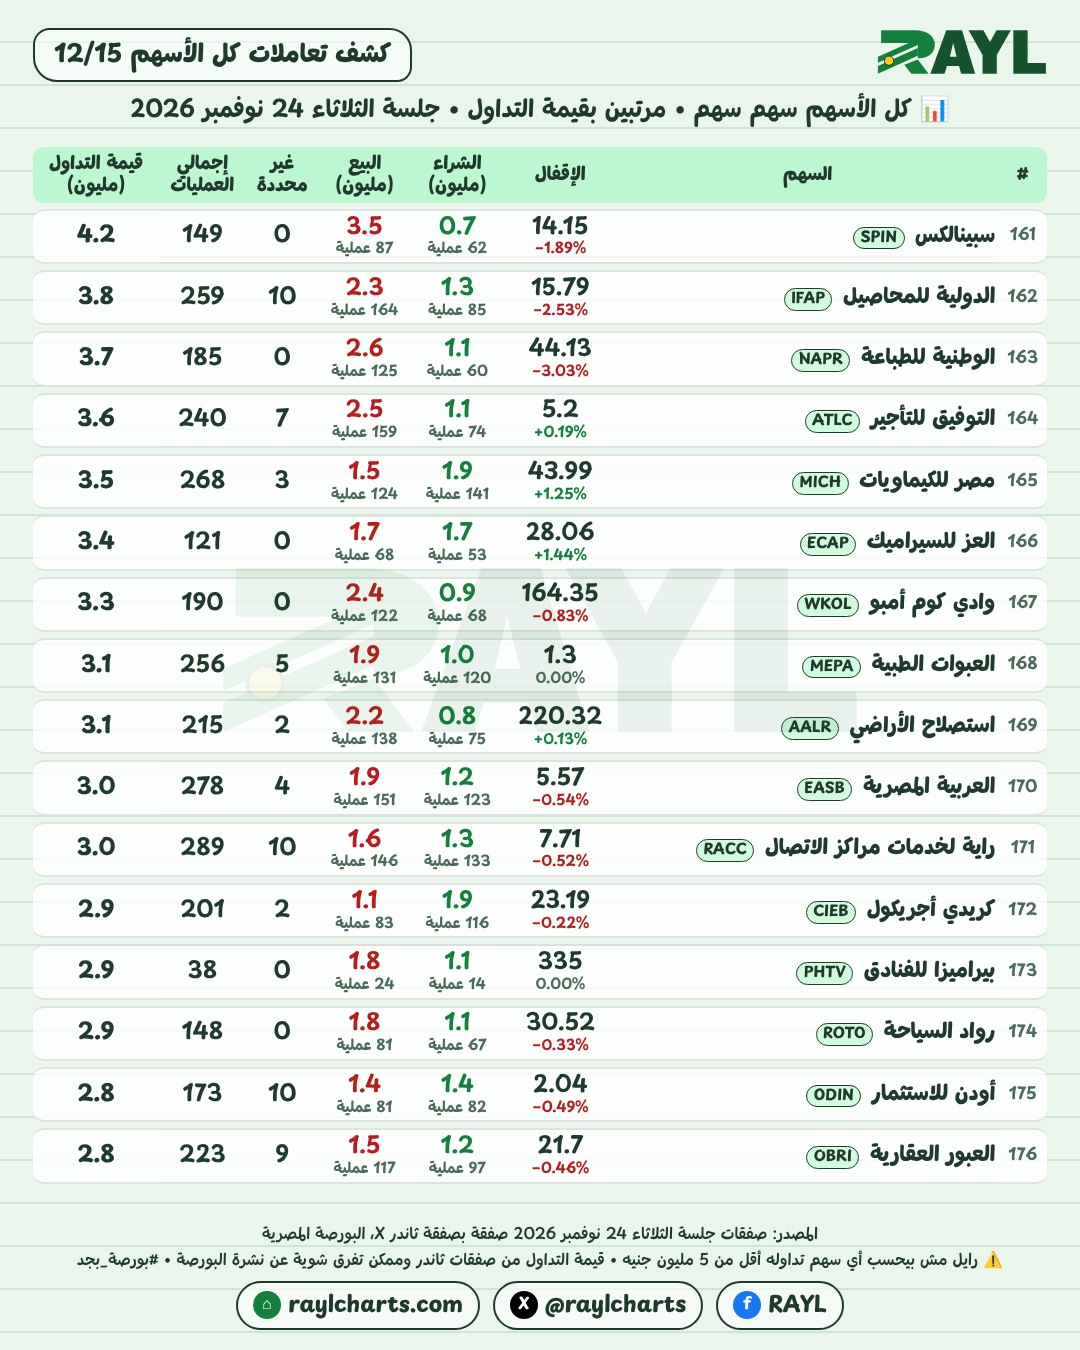 RAYL
كشف تعاملات كل الأسهم 12/15
📊 كل الأسهم سهم سهم • مرتبين بقيمة التداول • جلسة الثلاثاء 24 نوفمبر 2026
# السهم الإقفال الشراء (مليون) البيع (مليون) غير محددة إجمالي العمليات قيمة التداول (مليون)
161 سبينالكس SPIN 14.15 0.7 3.5 0 149 4.2
−1.89% 62 عملية 87 عملية
162 الدولية للمحاصيل IFAP 15.79 1.3 2.3 10 259 3.8
−2.53% 85 عملية 164 عملية
163 الوطنية للطباعة NAPR 44.13 1.1 2.6 0 185 3.7
−3.03% 60 عملية 125 عملية
164 التوفيق للتأجير ATLC 5.2 1.1 2.5 7 240 3.6
+0.19% 74 عملية 159 عملية
165 مصر للكيماويات MICH 43.99 1.9 1.5 3 268 3.5
+1.25% 141 عملية 124 عملية
166 العز للسيراميك ECAP 28.06 1.7 1.7 0 121 3.4
+1.44% 53 عملية 68 عملية
167 وادي كوم أمبو WKOL 164.35 0.9 2.4 0 190 3.3
−0.83% 68 عملية 122 عملية
168 العبوات الطبية MEPA 1.3 1.0 1.9 5 256 3.1
0.00% 120 عملية 131 عملية
169 استصلاح الأراضي AALR 220.32 0.8 2.2 2 215 3.1
+0.13% 75 عملية 138 عملية
170 العربية المصرية EASB 5.57 1.2 1.9 4 278 3.0
−0.54% 123 عملية 151 عملية
171 راية لخدمات مراكز الاتصال RACC 7.71 1.3 1.6 10 289 3.0
−0.52% 133 عملية 146 عملية
172 كريدي أجريكول CIEB 23.19 1.9 1.1 2 201 2.9
−0.22% 116 عملية 83 عملية
173 بيراميزا للفنادق PHTV 335 1.1 1.8 0 38 2.9
0.00% 14 عملية 24 عملية
174 رواد السياحة ROTO 30.52 1.1 1.8 0 148 2.9
−0.33% 67 عملية 81 عملية
175 أودن للاستثمار ODIN 2.04 1.4 1.4 10 173 2.8
−0.49% 82 عملية 81 عملية
176 العبور العقارية OBRI 21.7 1.2 1.5 9 223 2.8
−0.46% 97 عملية 117 عملية
المصدر: صفقات جلسة الثلاثاء 24 نوفمبر 2026 صفقة بصفقة ثاندر X، البورصة المصرية
⚠️ رايل مش بيحسب أي سهم تداوله أقل من 5 مليون جنيه • قيمة التداول من صفقات ثاندر وممكن تفرق شوية عن نشرة البورصة • #بورصة_بجد
raylcharts.com @raylcharts RAYL